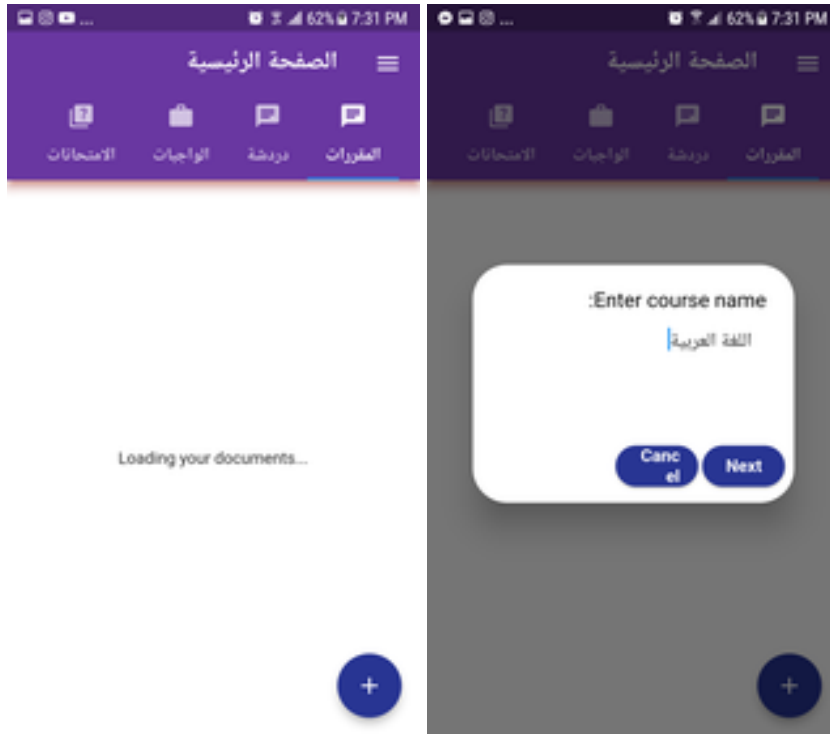 62% 7:31 PM
الصفحة الرئيسية
المقررات
دردشة
الواجبات
الامتحانات
Loading your documents...
+
62% 7:31 PM
الصفحة الرئيسية
المقررات
دردشة
الواجبات
الامتحانات
:Enter course name
اللغة العربية
Canc
el
Next
+